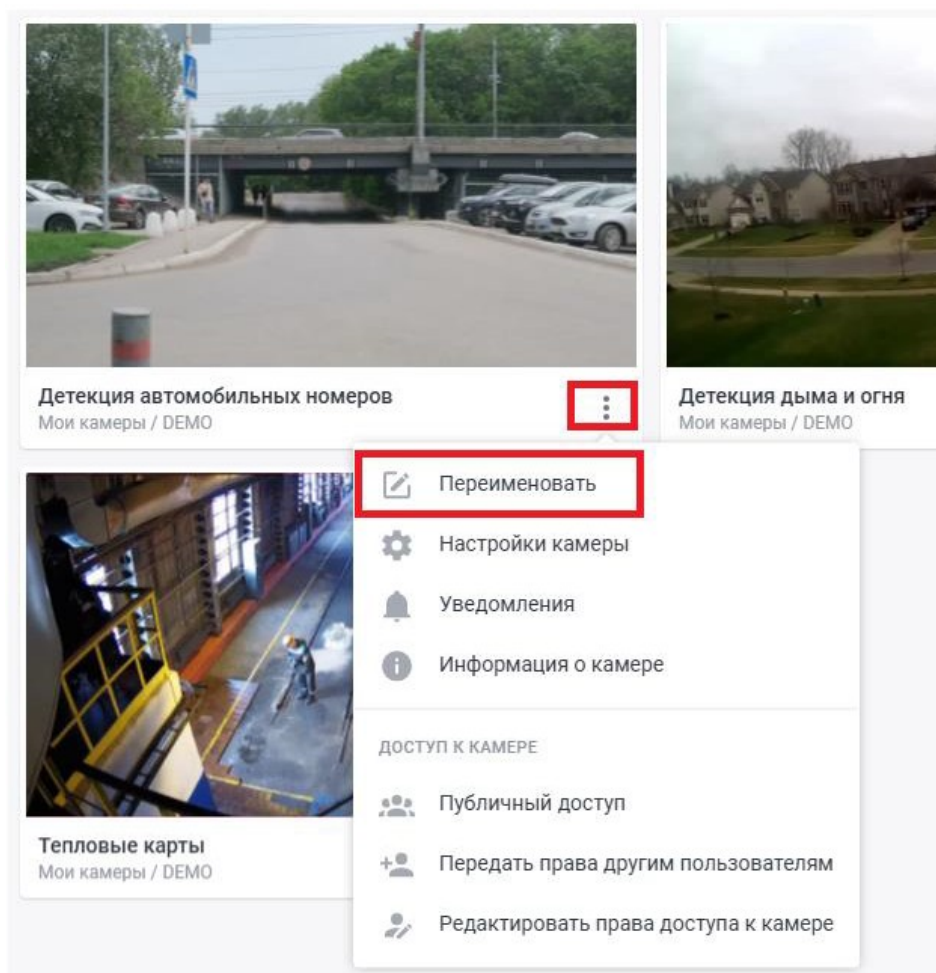 Детекция автомобильных номеров
Мои камеры / DEMO
Детекция дыма и огня
Мои камеры / DEMO
Переименовать
Настройки камеры
Уведомления
Информация о камере
ДОСТУП К КАМЕРЕ
Публичный доступ
Передать права другим пользователям
Редактировать права доступа к камере
Тепловые карты
Мои камеры / DEMO